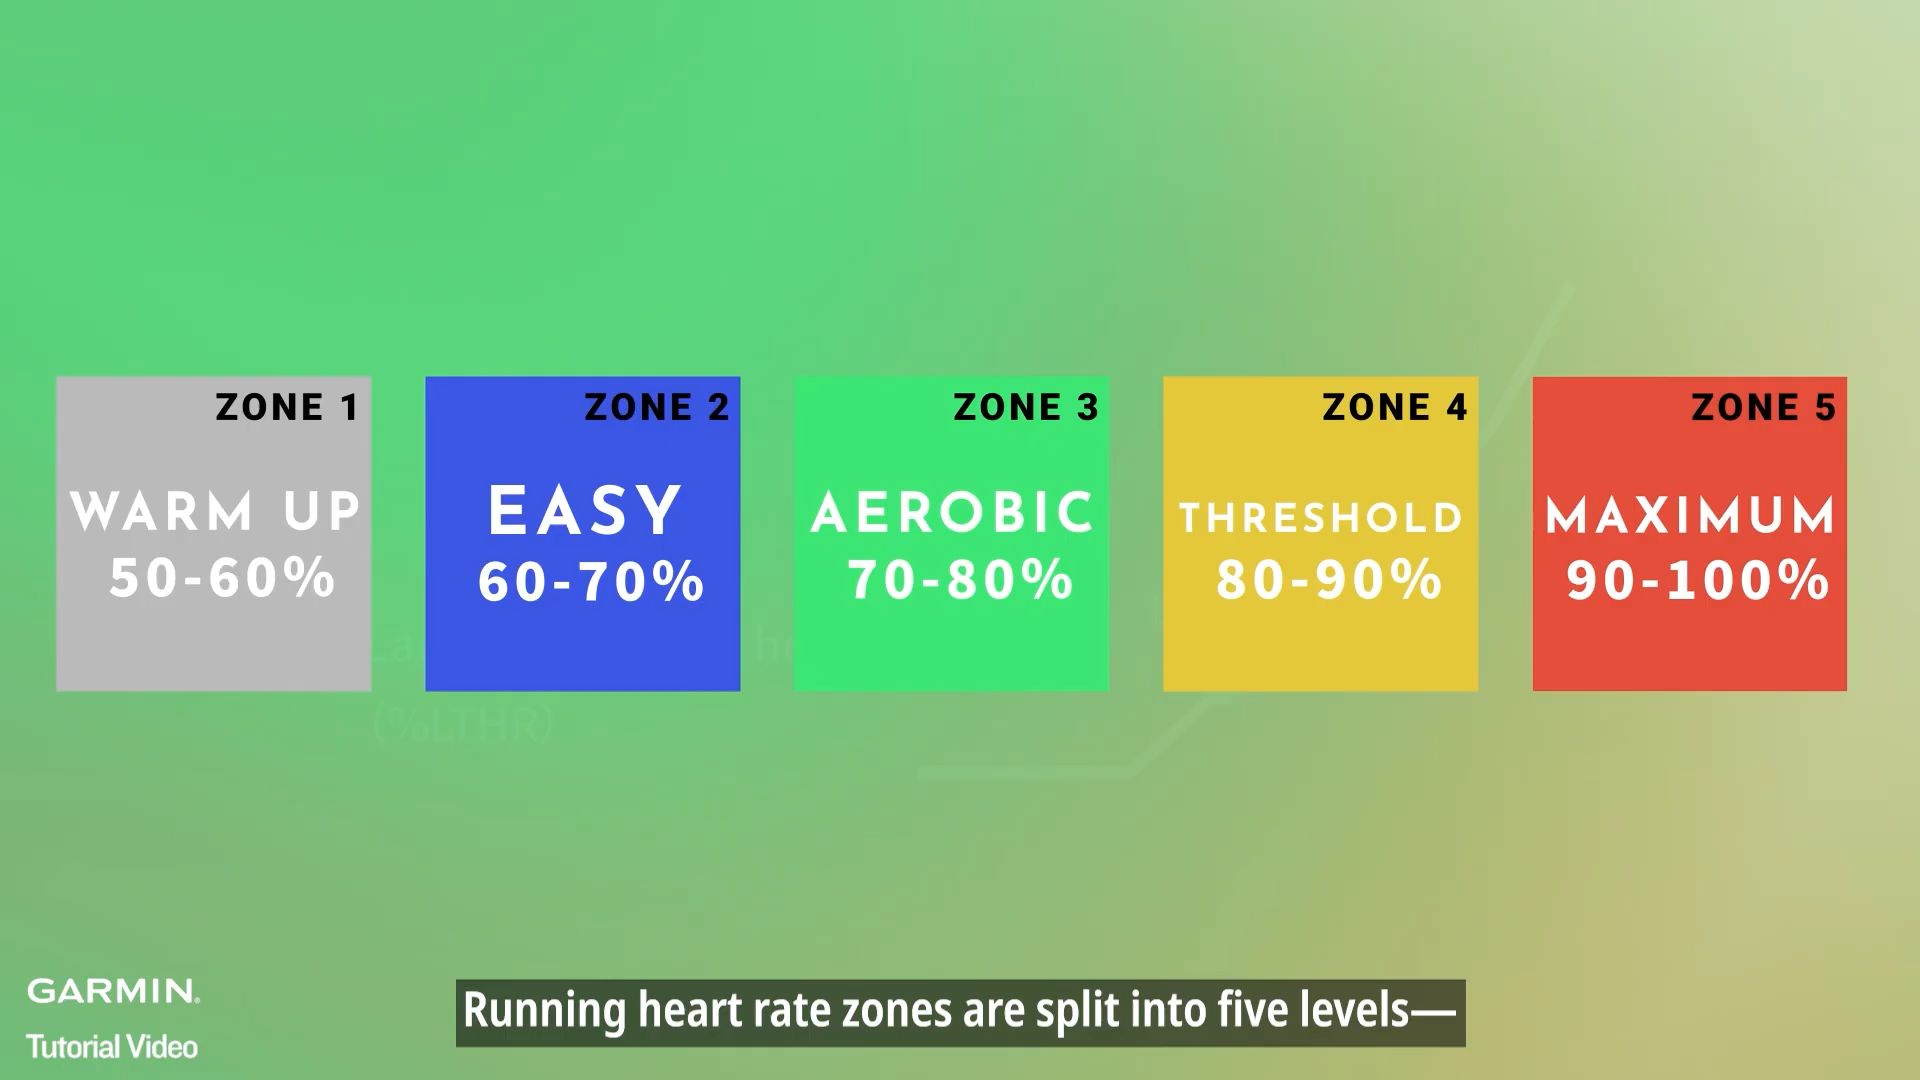 ZONE 1
WARM UP
50-60%
ZONE 2
EASY
60-70%
ZONE 3
AEROBIC
70-80%
ZONE 4
THRESHOLD
80-90%
ZONE 5
MAXIMUM
90-100%
(%LTHR)
GARMIN
Tutorial Video
Running heart rate zones are split into five levels—